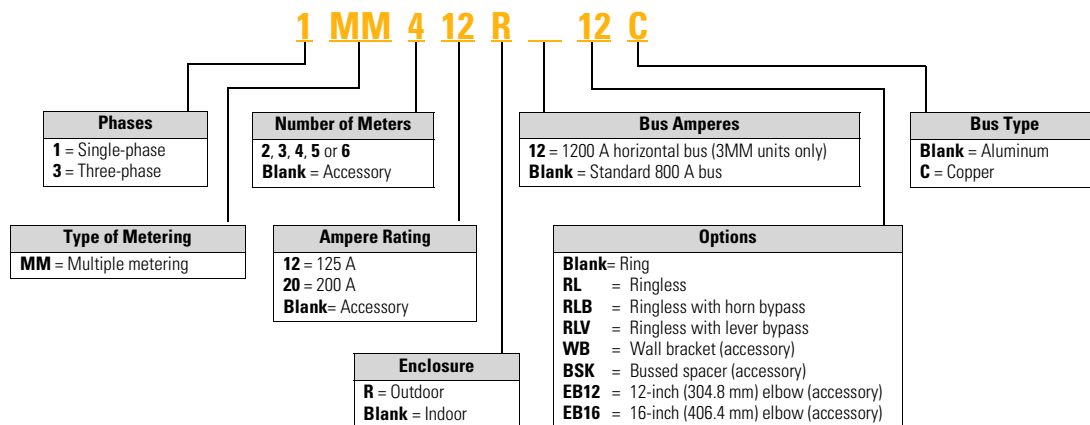 1 MM 4 12 R __ 12 C
Phases
1 = Single-phase
3 = Three-phase
Number of Meters
2, 3, 4, 5 or 6
Blank = Accessory
Bus Amperes
12 = 1200 A horizontal bus (3MM units only)
Blank = Standard 800 A bus
Bus Type
Blank = Aluminum
C = Copper
Type of Metering
MM = Multiple metering
Ampere Rating
12 = 125 A
20 = 200 A
Blank= Accessory
Options
Blank= Ring
RL = Ringless
RLB = Ringless with horn bypass
RLV = Ringless with lever bypass
WB = Wall bracket (accessory)
BSK = Bussed spacer (accessory)
EB12 = 12-inch (304.8 mm) elbow (accessory)
EB16 = 16-inch (406.4 mm) elbow (accessory)
Enclosure
R = Outdoor
Blank = Indoor